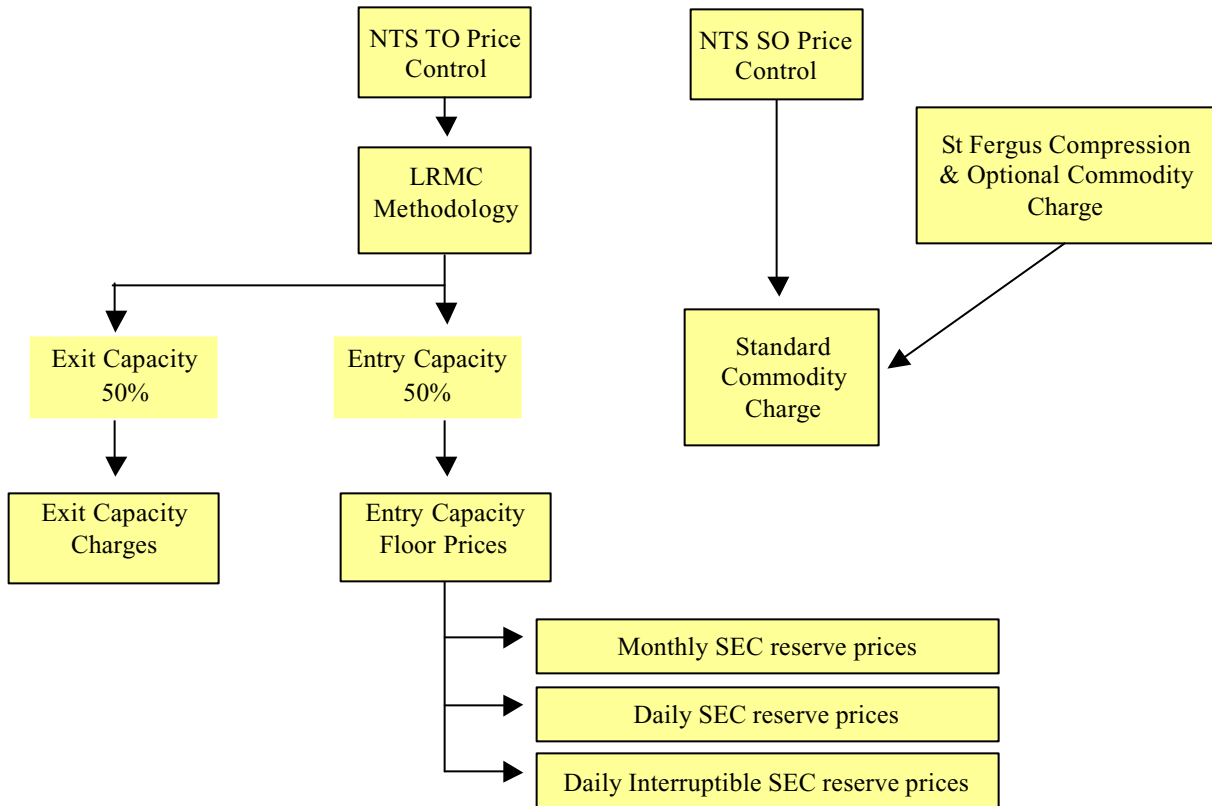 NTS TO Price
Control
NTS SO Price
Control
St Fergus Compression
& Optional Commodity
Charge
LRMC
Methodology
Exit Capacity
50%
Entry Capacity
50%
Standard
Commodity
Charge
Exit Capacity
Charges
Entry Capacity
Floor Prices
Monthly SEC reserve prices
Daily SEC reserve prices
Daily Interruptible SEC reserve prices